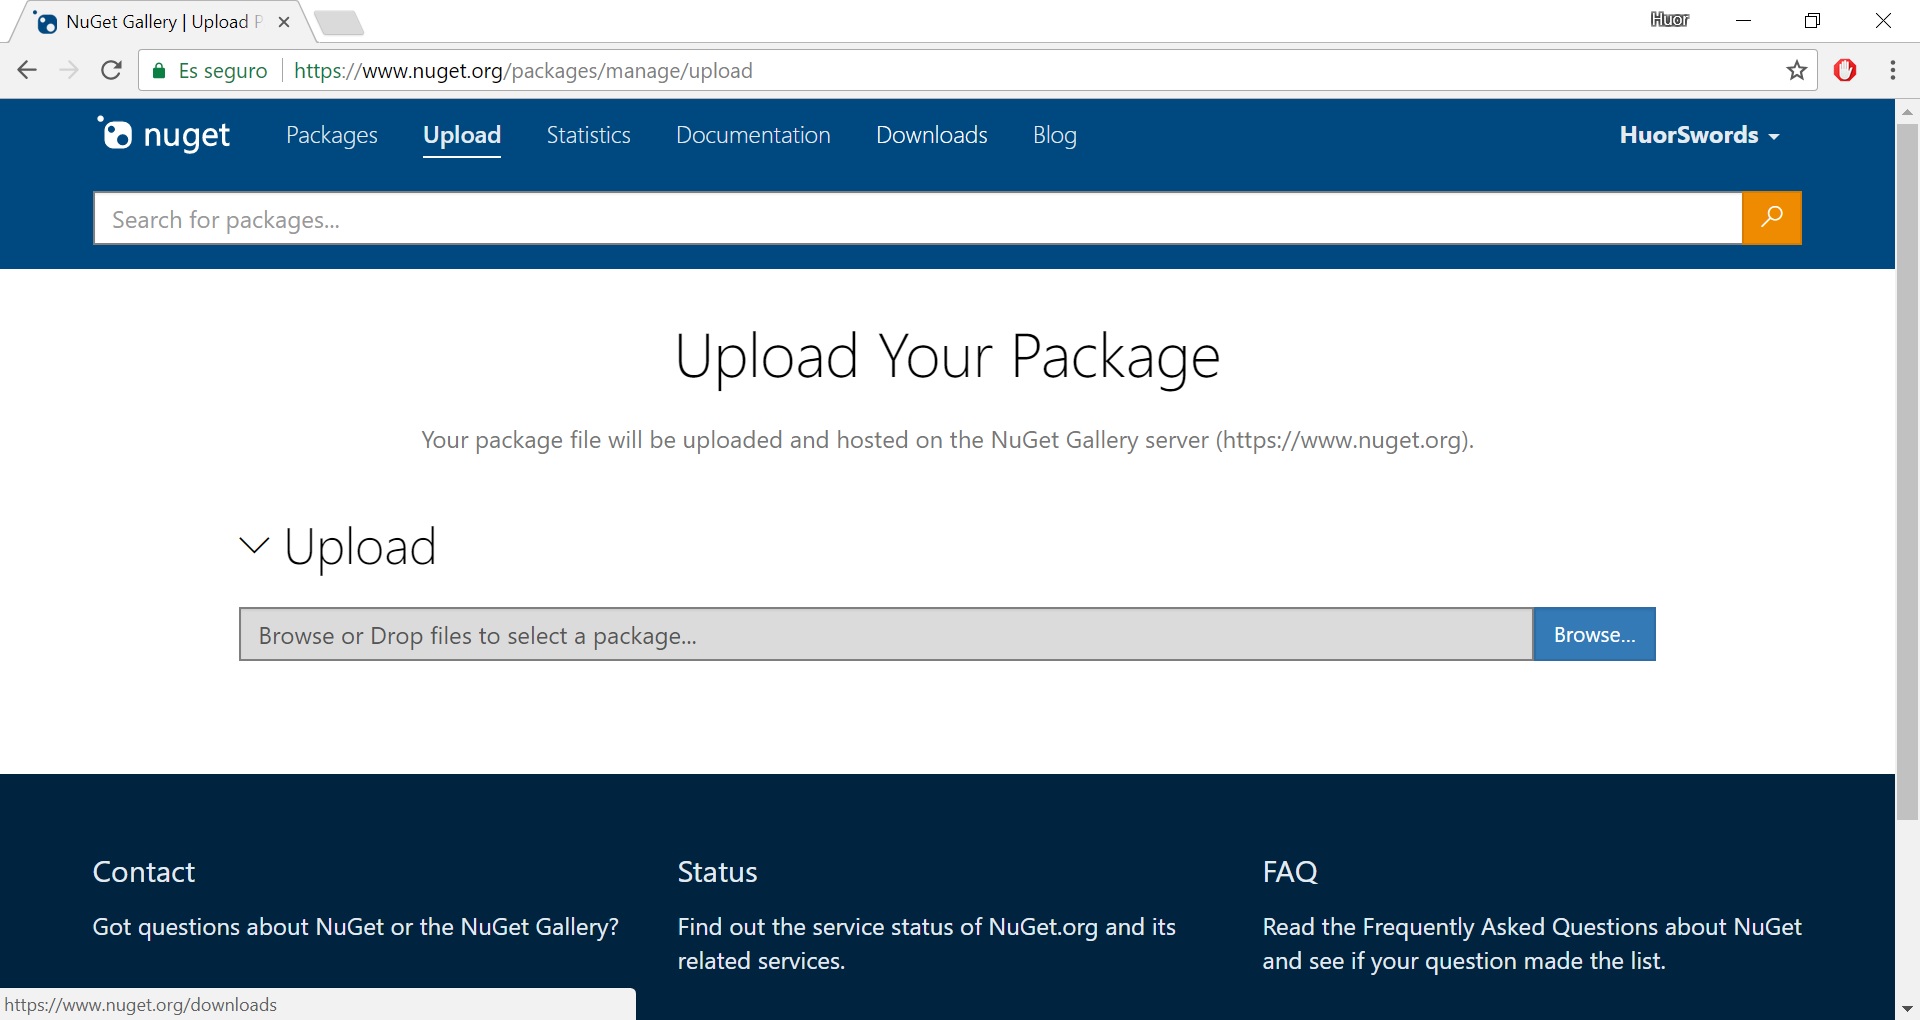 NuGet Gallery | Upload P
Huor
Es seguro
https://www.nuget.org/packages/manage/upload
nuget
Packages
Upload
Statistics
Documentation
Downloads
Blog
HuorSwords
Search for packages...
Upload Your Package
Your package file will be uploaded and hosted on the NuGet Gallery server (https://www.nuget.org).
Upload
Browse or Drop files to select a package...
Browse...
Contact
Got questions about NuGet or the NuGet Gallery?
Status
Find out the service status of NuGet.org and its
related services.
FAQ
Read the Frequently Asked Questions about NuGet
and see if your question made the list.
https://www.nuget.org/downloads